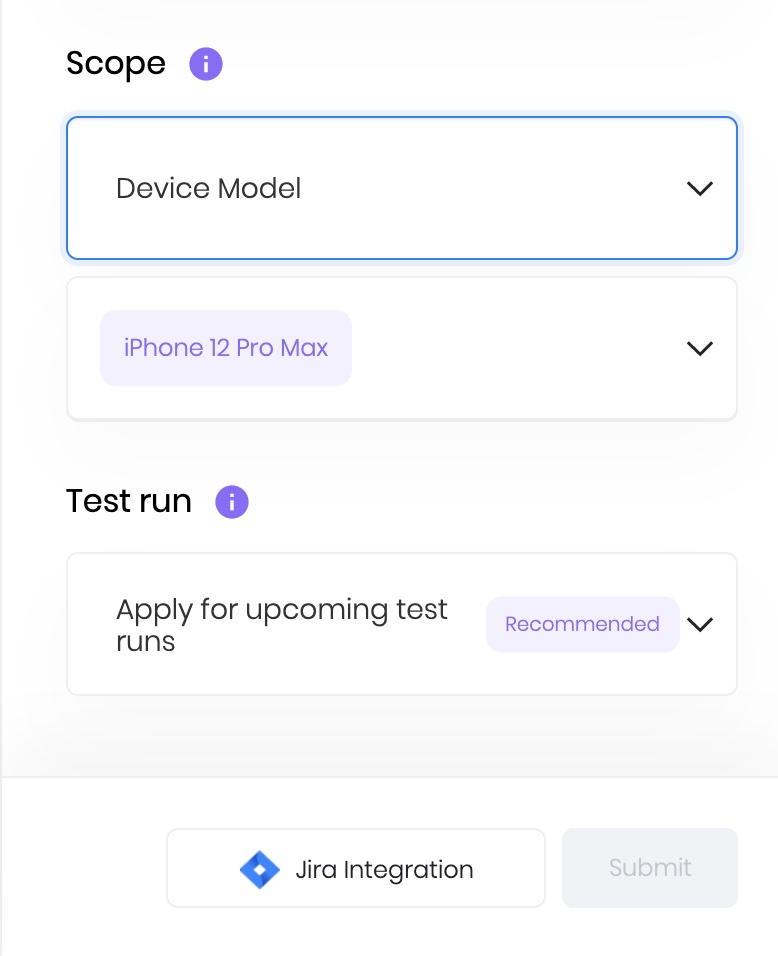 Scope
Device Model
iPhone 12 Pro Max
Test run
Apply for upcoming test
runs
Recommended
Jira Integration
Submit